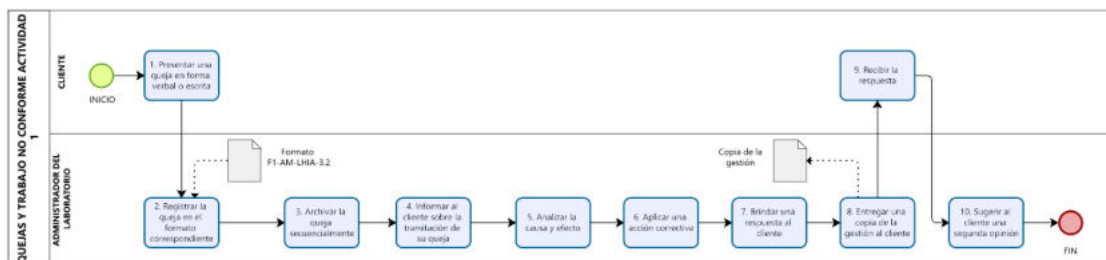 QUEJAS Y TRABAJO NO CONFORME ACTIVIDAD
1
CLIENTE
INICIO
1. Presentar una
queja en forma
verbal o escrita
9. Recibir la
respuesta
ADMINISTRADOR DEL
LABORATORIO
Formato
F1-AM-LHIA-3.2
Copia de la
gestión
2. Registrar la
queja en el
formato
correspondiente
3. Archivar la
queja
secuencialmente
4. Informar al
cliente sobre la
tramitación de
su queja
5. Analizar la
causa y efecto
6. Aplicar una
acción correctiva
7. Brindar una
respuesta al
cliente
8. Entregar una
copia de la
gestión al cliente
10. Sugerir al
cliente una
segunda opinión
FIN